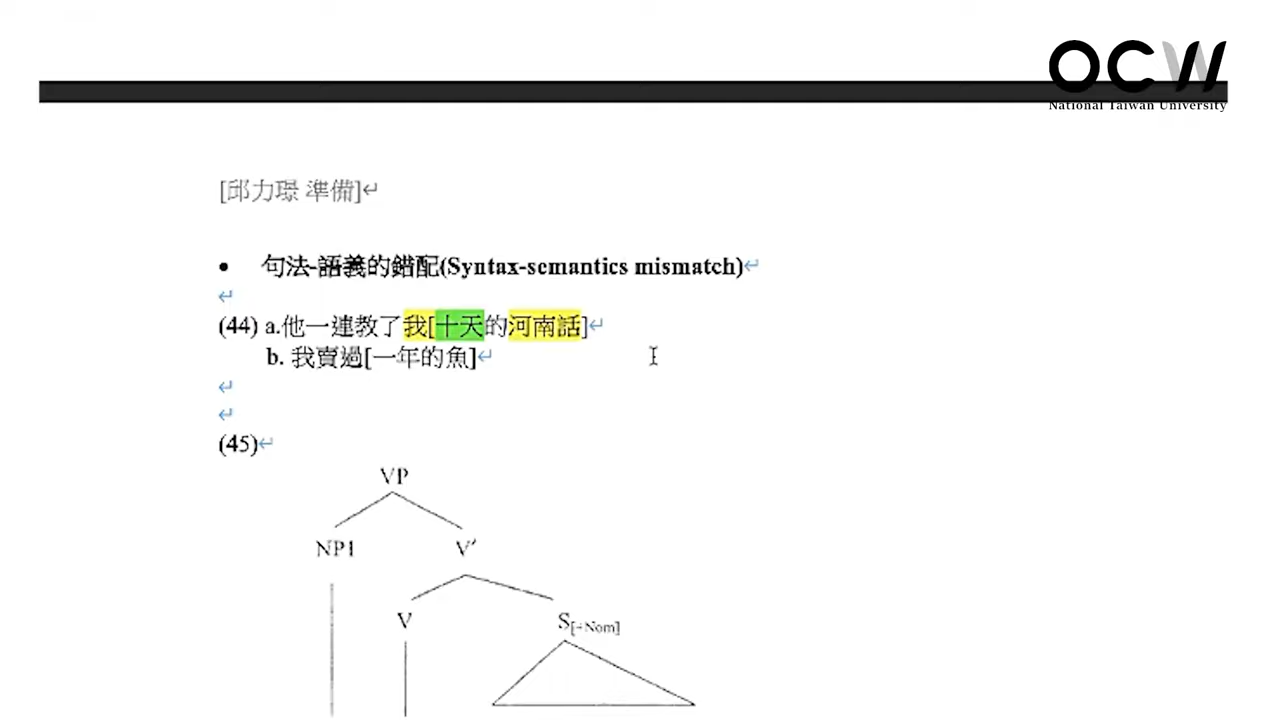 OCW
National Taiwan University
[邱力璟 準備]↵
• 句法-語義的錯配(Syntax-semantics mismatch)↵
↵
(44) a.他一連教了我[十天的河南話]↵
b. 我賣過[一年的魚]↵
↵
↵
(45)↵
VP
NP1 V'
V S[+Nom]